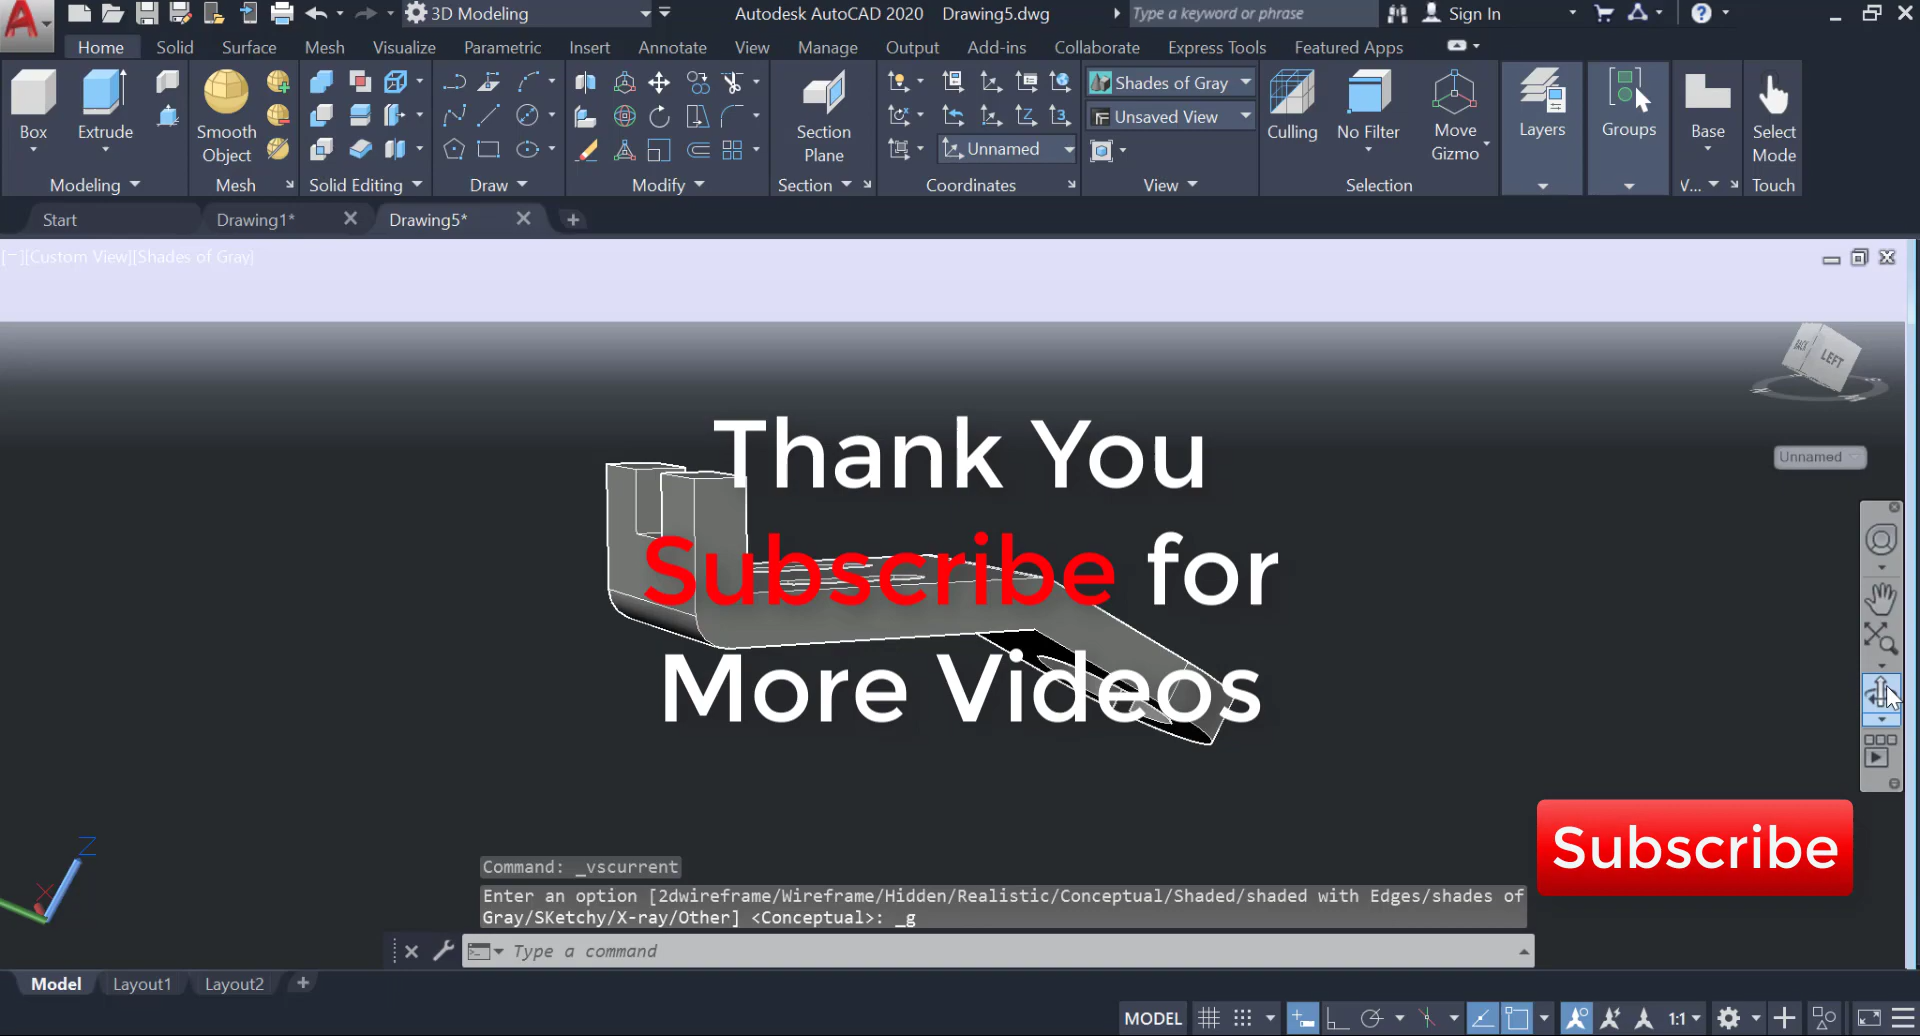 3D Modeling
Autodesk AutoCAD 2020 Drawing5.dwg
Type a keyword or phrase
Sign In
Home Solid Surface Mesh Visualize Parametric Insert Annotate View Manage Output Add-ins Collaborate Express Tools Featured Apps
Box
Extrude
Smooth
Object
Section
Plane
Unnamed
Shades of Gray
Unsaved View
Culling
No Filter
Move
Gizmo
Layers
Groups
Base
Select
Mode
Modeling Mesh Solid Editing Draw Modify Section Coordinates View Selection V... Touch
Start Drawing1* Drawing5*
[−][Custom View][Shades of Gray]
BACK LEFT
Unnamed
Thank You
Subscribe for
More Videos
Subscribe
Z
X
Command: _vscurrent
Enter an option [2dwireframe/Wireframe/Hidden/Realistic/Conceptual/Shaded/shaded with Edges/shades of
Gray/SKetchy/X-ray/Other] <Conceptual>: _g
Type a command
Model Layout1 Layout2
MODEL 1:1